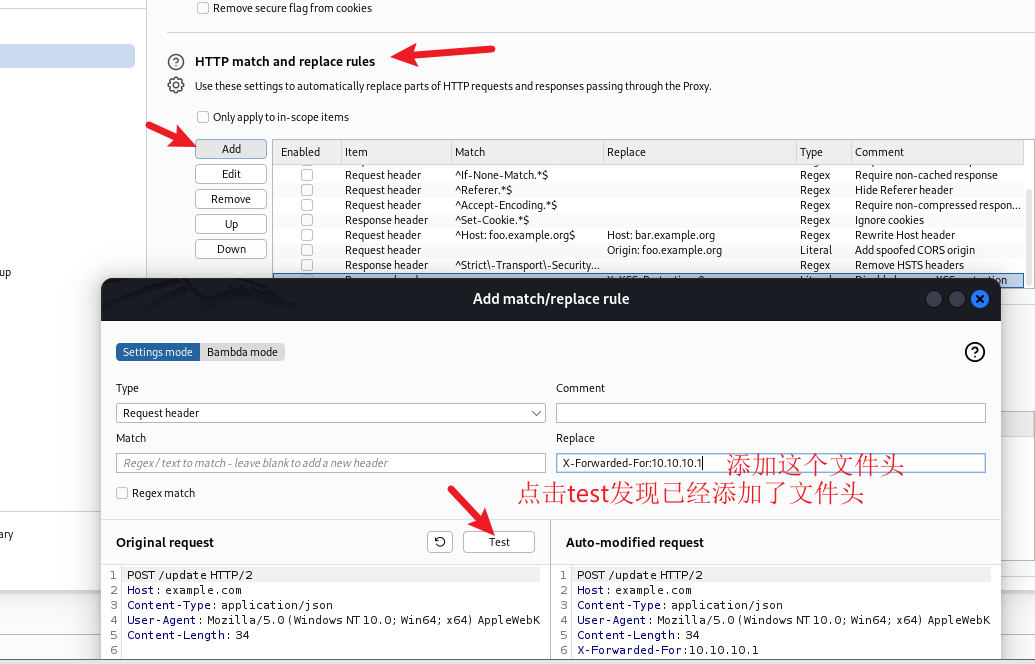 Remove secure flag from cookies
HTTP match and replace rules
Use these settings to automatically replace parts of HTTP requests and responses passing through the Proxy.
Only apply to in-scope items
Add
Edit
Remove
Up
Down
Enabled Item Match Replace Type Comment
Request header ^If-None-Match.*$ Regex Require non-cached response
Request header ^Referer.*$ Regex Hide Referer header
Request header ^Accept-Encoding.*$ Regex Require non-compressed respon...
Response header ^Set-Cookie.*$ Regex Ignore cookies
Request header ^Host: foo.example.org$ Host: bar.example.org Regex Rewrite Host header
Request header Origin: foo.example.org Literal Add spoofed CORS origin
Response header ^Strict\-Transport\-Security... Regex Remove HSTS headers
up
ary
Add match/replace rule
Settings mode Bambda mode
Type
Request header
Comment
Match
Regex / text to match - leave blank to add a new header
Replace
X-Forwarded-For:10.10.10.1
添加这个文件头
Regex match
点击test发现已经添加了文件头
Original request
Test
1 POST /update HTTP/2
2 Host: example.com
3 Content-Type: application/json
4 User-Agent: Mozilla/5.0 (Windows NT 10.0; Win64; x64) AppleWebK
5 Content-Length: 34
6
Auto-modified request
1 POST /update HTTP/2
2 Host: example.com
3 Content-Type: application/json
4 User-Agent: Mozilla/5.0 (Windows NT 10.0; Win64; x64) AppleWebK
5 Content-Length: 34
6 X-Forwarded-For:10.10.10.1